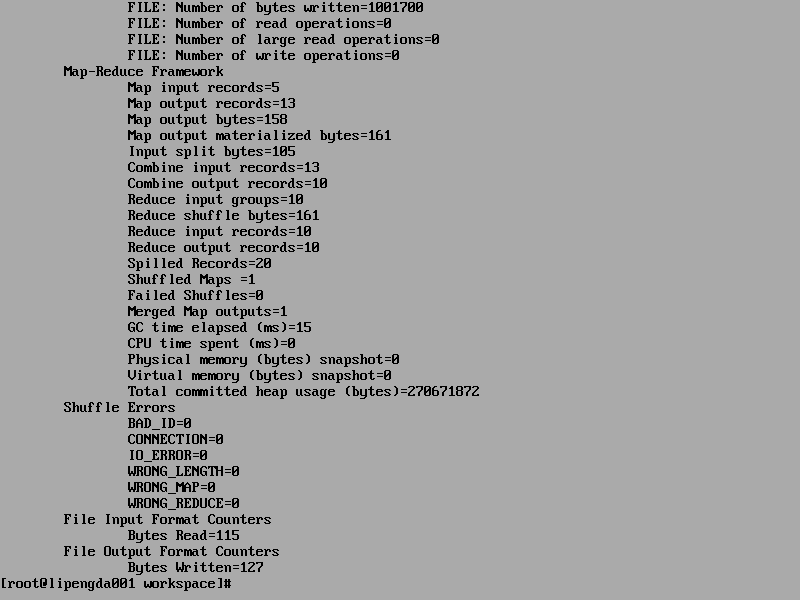 FILE: Number of bytes written=1001700
FILE: Number of read operations=0
FILE: Number of large read operations=0
FILE: Number of write operations=0
Map-Reduce Framework
Map input records=5
Map output records=13
Map output bytes=158
Map output materialized bytes=161
Input split bytes=105
Combine input records=13
Combine output records=10
Reduce input groups=10
Reduce shuffle bytes=161
Reduce input records=10
Reduce output records=10
Spilled Records=20
Shuffled Maps =1
Failed Shuffles=0
Merged Map outputs=1
GC time elapsed (ms)=15
CPU time spent (ms)=0
Physical memory (bytes) snapshot=0
Virtual memory (bytes) snapshot=0
Total committed heap usage (bytes)=270671872
Shuffle Errors
BAD_ID=0
CONNECTION=0
IO_ERROR=0
WRONG_LENGTH=0
WRONG_MAP=0
WRONG_REDUCE=0
File Input Format Counters
Bytes Read=115
File Output Format Counters
Bytes Written=127
[root@lipengda001 workspace]#